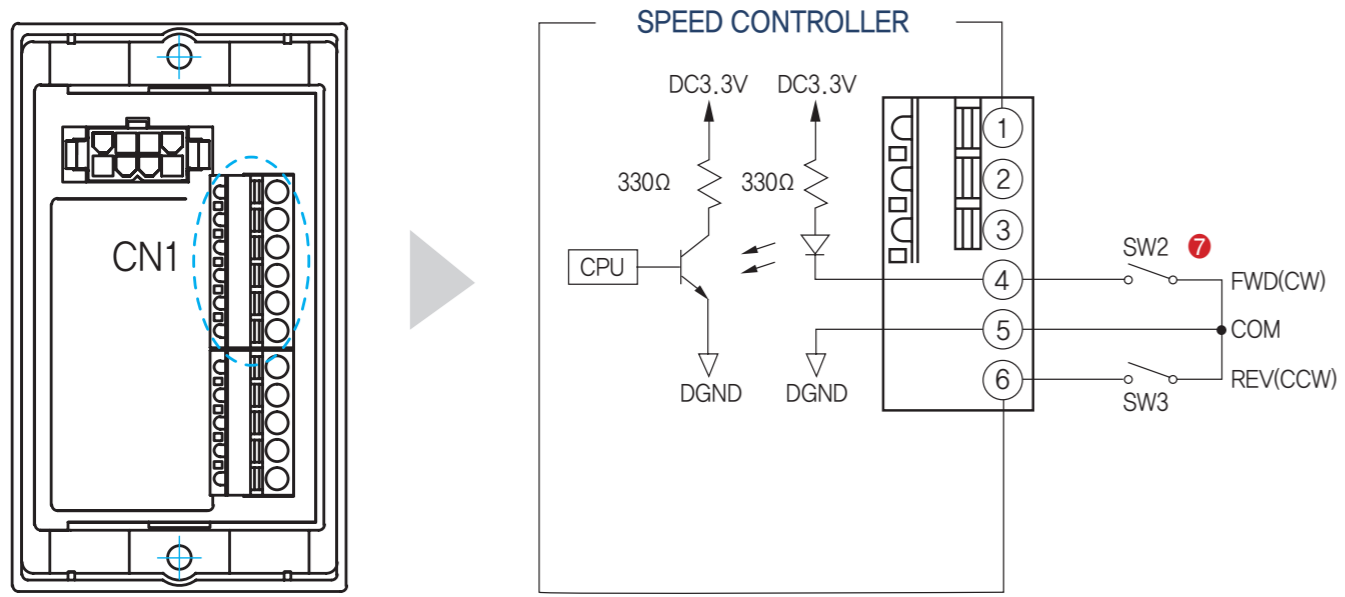 SPEED CONTROLLER
DC3.3V DC3.3V
330Ω 330Ω
CN1
CPU
DGND DGND
1
2
3
4
5
6
SW2 7
FWD(CW)
COM
REV(CCW)
SW3